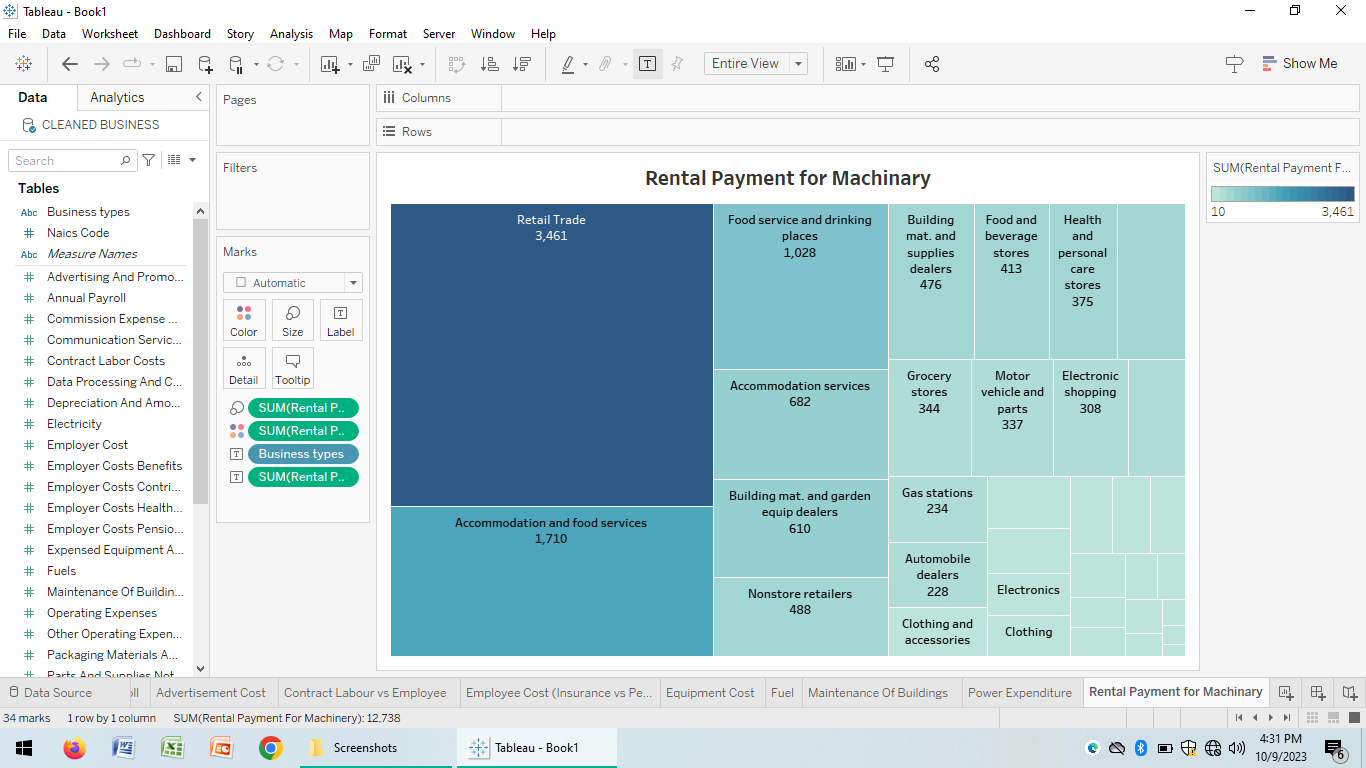 Tableau - Book1
File Data Worksheet Dashboard Story Analysis Map Format Server Window Help
Entire View
Show Me
Data Analytics
CLEANED BUSINESS
Search
Tables
Abc Business types
# Naics Code
Abc Measure Names
# Advertising And Promo...
# Annual Payroll
# Commission Expense ...
# Communication Servic...
# Contract Labor Costs
# Data Processing And C...
# Depreciation And Amo...
# Electricity
# Employer Cost
# Employer Costs Benefits
# Employer Costs Contri...
# Employer Costs Health...
# Employer Costs Pensio...
# Expensed Equipment A...
# Fuels
# Maintenance Of Buildin...
# Operating Expenses
# Other Operating Expen...
# Packaging Materials A...
# Parts And Supplies Not
Pages
Filters
Marks
Automatic
Color Size Label
Detail Tooltip
SUM(Rental P..
SUM(Rental P..
Business types
SUM(Rental P..
Columns
Rows
Rental Payment for Machinary
Retail Trade
3,461
Accommodation and food services
1,710
Food service and drinking
places
1,028
Accommodation services
682
Building mat. and garden
equip dealers
610
Nonstore retailers
488
Building
mat. and
supplies
dealers
476
Food and
beverage
stores
413
Health
and
personal
care
stores
375
Grocery
stores
344
Motor
vehicle and
parts
337
Electronic
shopping
308
Gas stations
234
Automobile
dealers
228
Clothing and
accessories
Electronics
Clothing
SUM(Rental Payment F...
10 3,461
Data Source
oll
Advertisement Cost
Contract Labour vs Employee
Employee Cost (Insurance vs Pe...
Equipment Cost
Fuel
Maintenance Of Buildings
Power Expenditure
Rental Payment for Machinary
34 marks 1 row by 1 column SUM(Rental Payment For Machinery): 12,738
Screenshots
Tableau - Book1
4:31 PM
10/9/2023
6